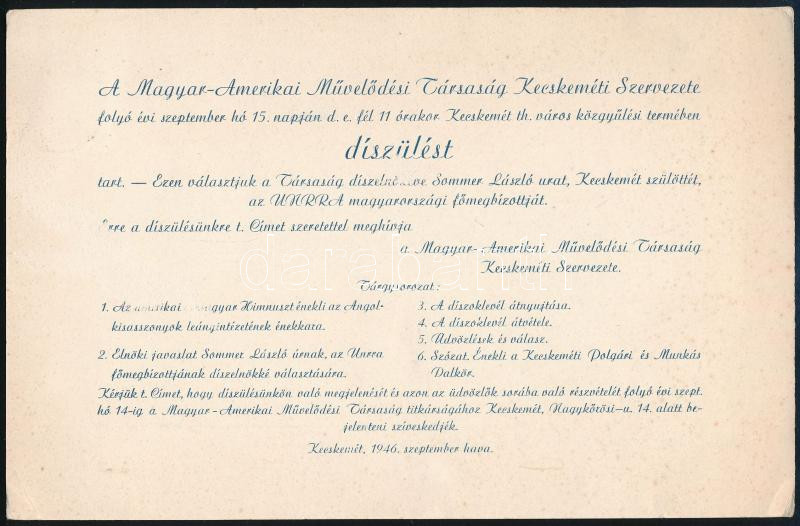 A Magyar-Amerikai Művelődési Társaság Kecskeméti Szervezete
folyó évi szeptember hó 15. napján d. e. fél 11 órakor Kecskemét th. város közgyűlési termében
díszülést
tart. — Ezen választjuk a Társaság díszelnökéve Sommer László urat, Kecskemét szülöttét,
az UNRRA magyarországi főmegbízottját.
Erre a díszülésünkre t. Címet szeretettel meghívja
a Magyar-Amerikai Művelődési Társaság
Kecskeméti Szervezete.
darabanth
Tárgysorozat:
1. Az amerikai magyar Himnuszt énekli az Angol-
kisasszonyok leányintézetének énekkara.
2. Elnöki javaslat Sommer László úrnak, az Unrra
főmegbízottjának díszelnökké választására.
3. A díszoklevél átnyujtása.
4. A díszoklevél átvétele.
5. Üdvözlések és válasz.
6. Szózat. Énekli a Kecskeméti Polgári és Munkás
Dalkör.
Kérjük t. Címet, hogy díszülésünkön való megjelenését és azon az üdvözlők sorába való részvételét folyó évi szept.
hó 14-ig a Magyar-Amerikai Művelődési Társaság titkárságához Kecskemét, Nagykőrösi-u. 14. alatt be-
jelenteni szíveskedjék.
Kecskemét, 1946. szeptember hava.